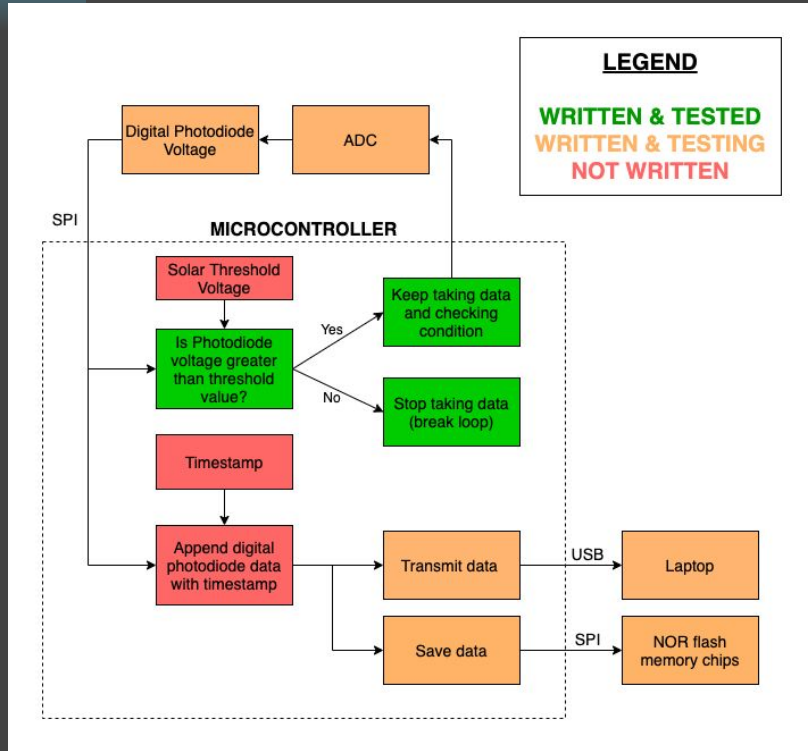 LEGEND
WRITTEN & TESTED
WRITTEN & TESTING
NOT WRITTEN
Digital Photodiode
Voltage
ADC
SPI
MICROCONTROLLER
Solar Threshold
Voltage
Keep taking data
and checking
condition
Is Photodiode
voltage greater
than threshold
value?
Yes
No
Stop taking data
(break loop)
Timestamp
Append digital
photodiode data
with timestamp
Transmit data
USB
Laptop
Save data
SPI
NOR flash
memory chips